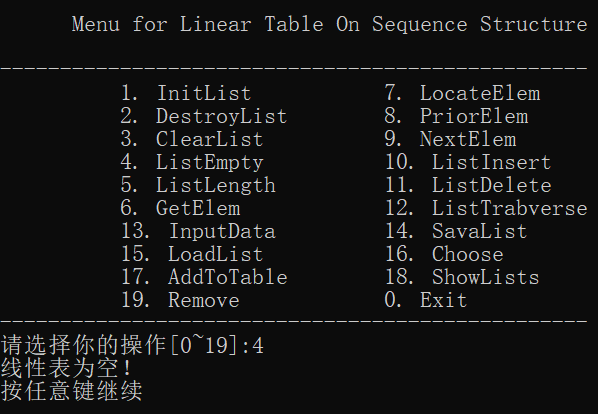 Menu for Linear Table On Sequence Structure
-------------------------------------------------
1. InitList 7. LocateElem
2. DestroyList 8. PriorElem
3. ClearList 9. NextElem
4. ListEmpty 10. ListInsert
5. ListLength 11. ListDelete
6. GetElem 12. ListTrabverse
13. InputData 14. SavaList
15. LoadList 16. Choose
17. AddToTable 18. ShowLists
19. Remove 0. Exit
-------------------------------------------------
请选择你的操作[0~19]:4
线性表为空!
按任意键继续